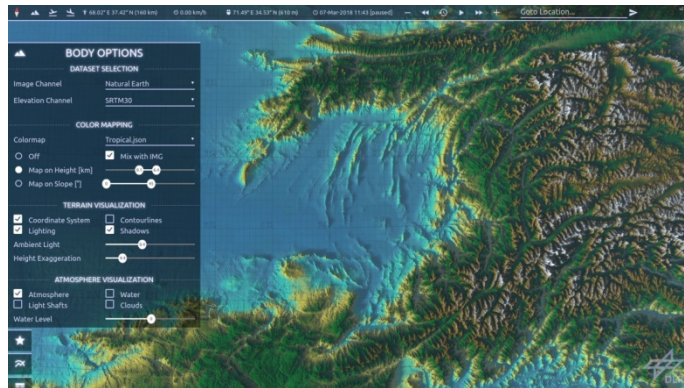 68.02° E 37.42° N (160 km) 0.00 km/h 71.49° E 34.53° N (610 m) 07-Mar-2018 11:43 [paused] Goto Location...
BODY OPTIONS
DATASET SELECTION
Image Channel Natural Earth
Elevation Channel SRTM30
COLOR MAPPING
Colormap Tropical.json
Off Mix with IMG
Map on Height [km]
Map on Slope [°]
TERRAIN VISUALIZATION
Coordinate System Contourlines
Lighting Shadows
Ambient Light
Height Exaggeration
ATMOSPHERE VISUALIZATION
Atmosphere Water
Light Shafts Clouds
Water Level